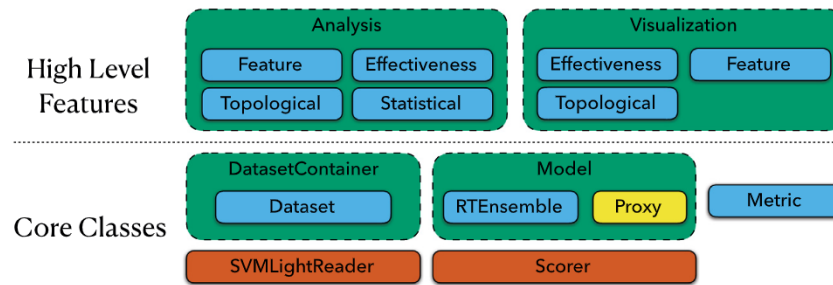 Analysis
Visualization
High Level
Features
Feature
Effectiveness
Topological
Statistical
Effectiveness
Feature
Topological
Core Classes
DatasetContainer
Dataset
Model
RTEnsemble
Proxy
Metric
SVMLightReader
Scorer